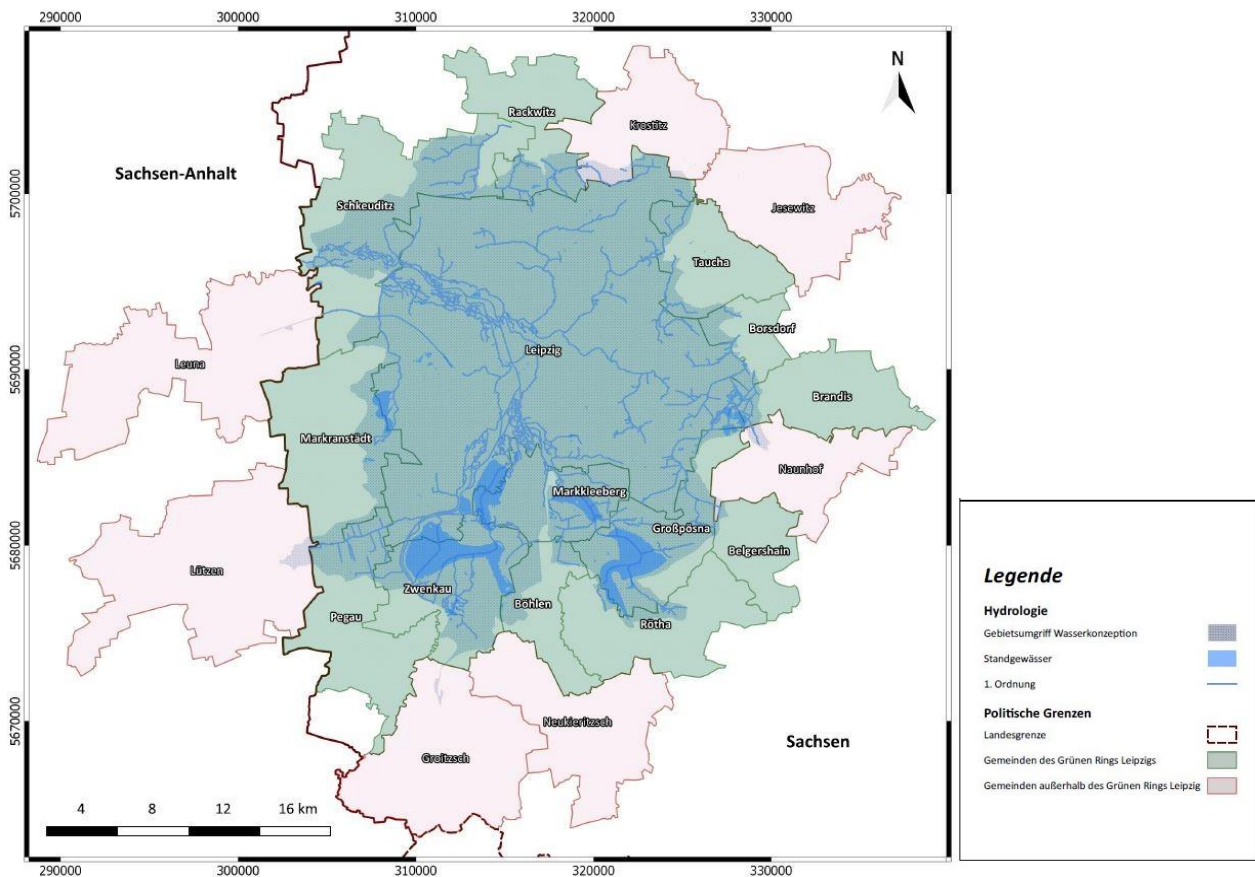 290000
300000
310000
320000
330000
N
Rackwitz
Krostitz
Sachsen-Anhalt
5700000
Schkeuditz
Jesewitz
Taucha
Borsdorf
Leipzig
Leuna
5690000
Brandis
Markranstädt
Naunhof
Markkleeberg
Großpösna
5680000
Belgershain
Lützen
Zwenkau
Böhlen
Pegau
Rötha
5670000
Neukieritzsch
Sachsen
Groitzsch
4
8
12
16 km
290000
300000
310000
320000
330000
Legende
Hydrologie
Gebietsumgriff Wasserkonzeption
Standgewässer
1. Ordnung
Politische Grenzen
Landesgrenze
Gemeinden des Grünen Rings Leipzigs
Gemeinden außerhalb des Grünen Rings Leipzig